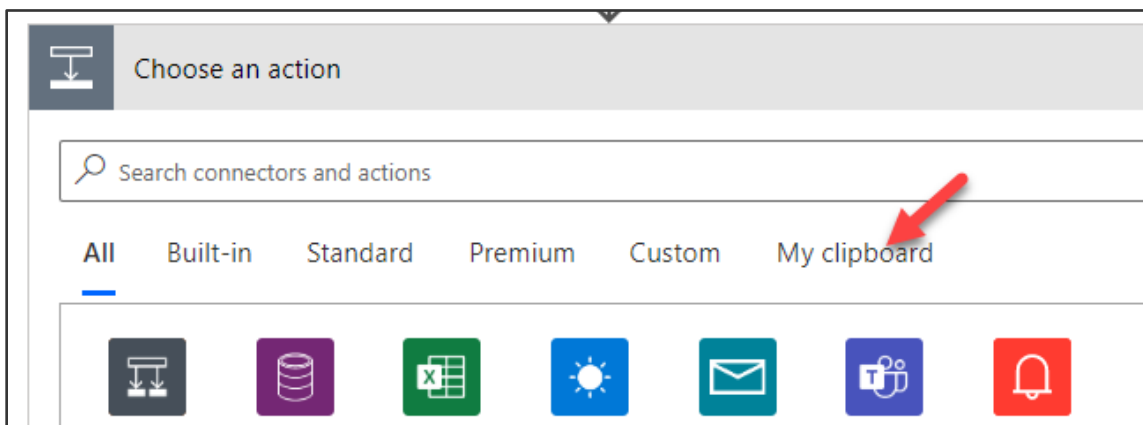 Choose an action
Search connectors and actions
All Built-in Standard Premium Custom My clipboard